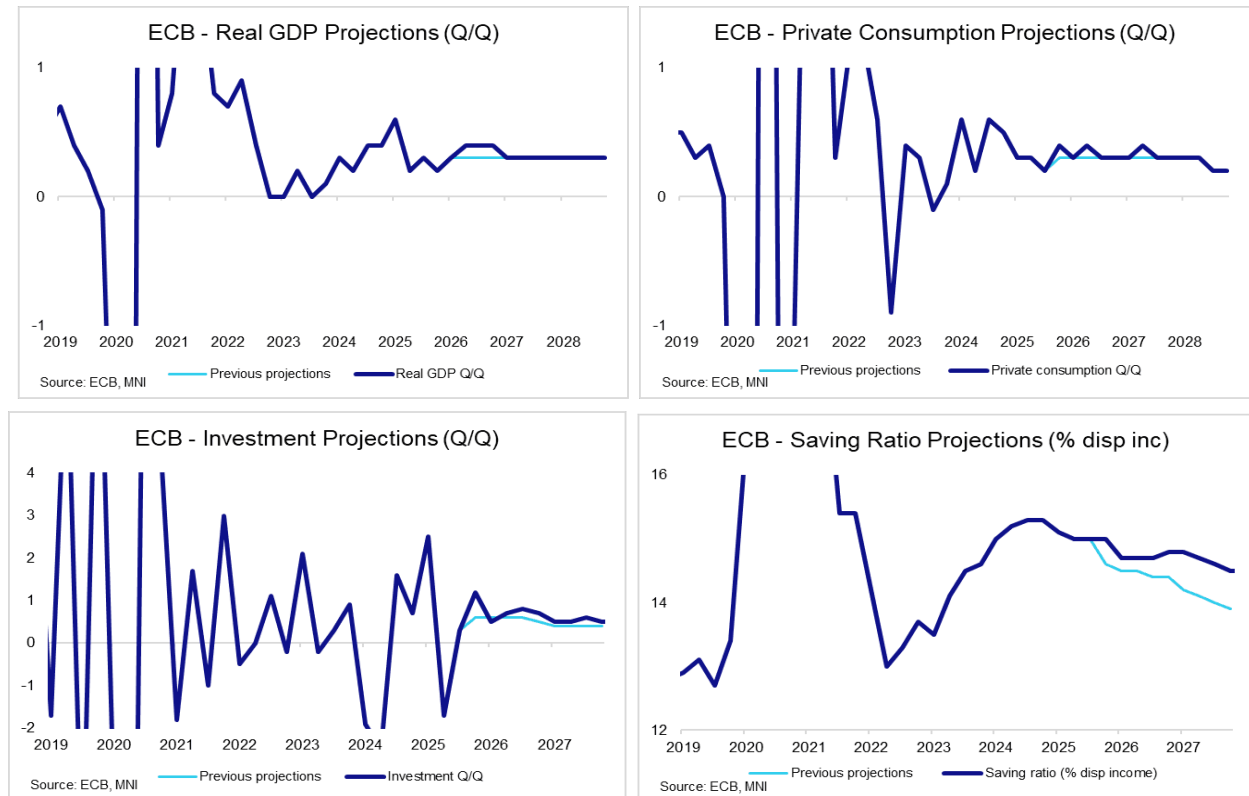 ECB - Real GDP Projections (Q/Q)
1
0
-1
2019 2020 2021 2022 2023 2024 2025 2026 2027 2028
Previous projections Real GDP Q/Q
Source: ECB, MNI
ECB - Private Consumption Projections (Q/Q)
1
0
-1
2019 2020 2021 2022 2023 2024 2025 2026 2027 2028
Previous projections Private consumption Q/Q
Source: ECB, MNI
ECB - Investment Projections (Q/Q)
4
3
2
1
0
-1
-2
2019 2020 2021 2022 2023 2024 2025 2026 2027
Previous projections Investment Q/Q
Source: ECB, MNI
ECB - Saving Ratio Projections (% disp inc)
16
14
12
2019 2020 2021 2022 2023 2024 2025 2026 2027
Previous projections Saving ratio (% disp income)
Source: ECB, MNI